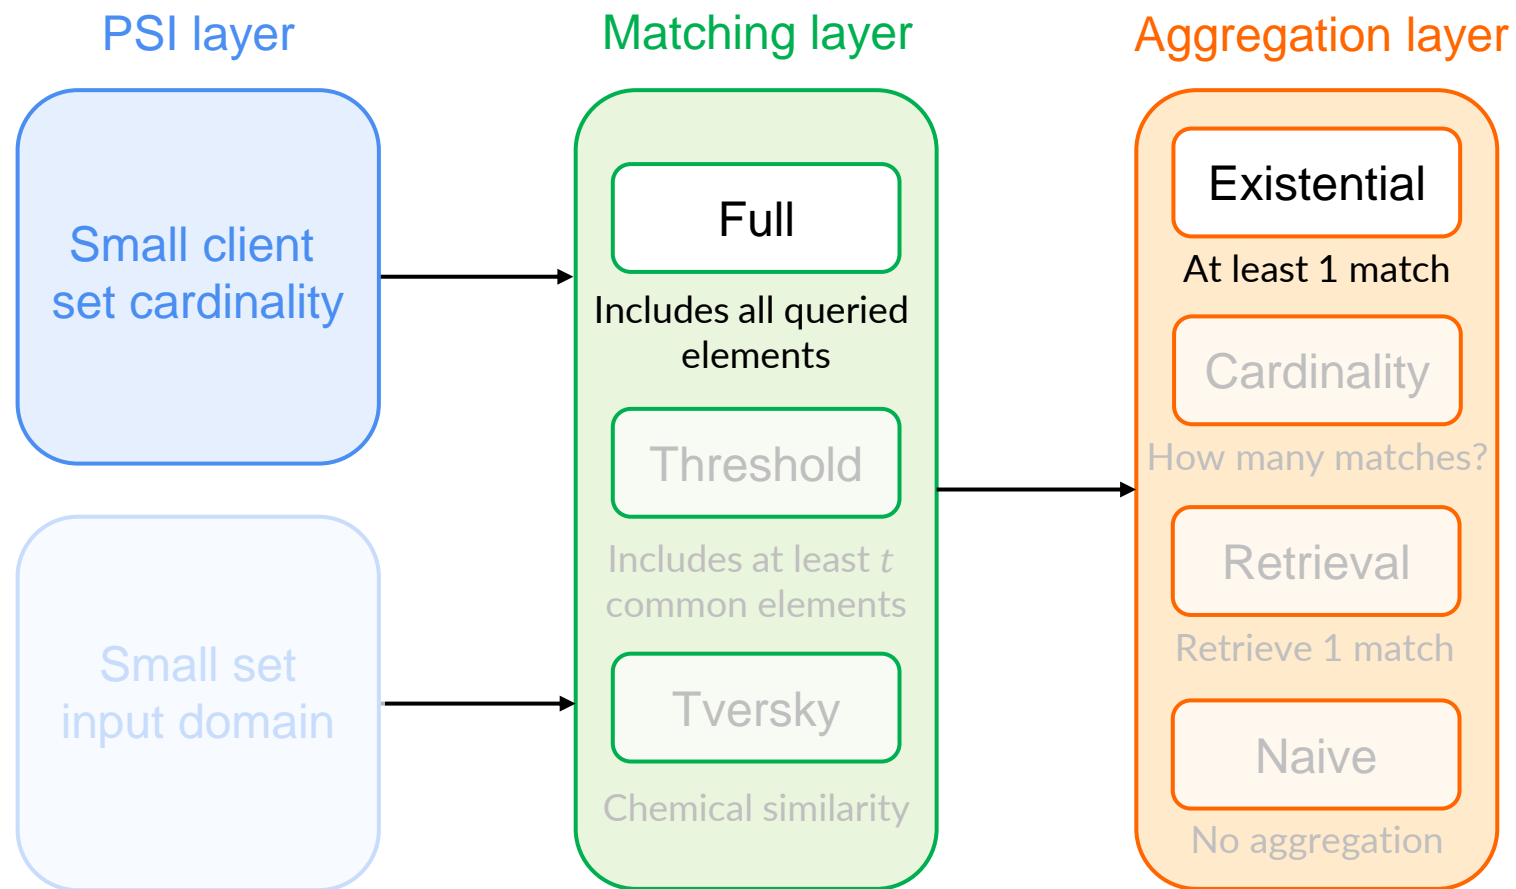 PSI layer
Small client
set cardinality
Small set
input domain
Matching layer
Full
Includes all queried
elements
Threshold
Includes at least t
common elements
Tversky
Chemical similarity
Aggregation layer
Existential
At least 1 match
Cardinality
How many matches?
Retrieval
Retrieve 1 match
Naive
No aggregation